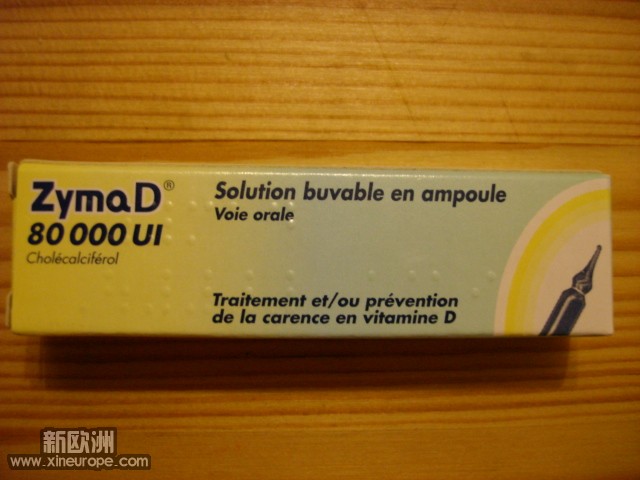 ZymaD®
80 000 UI
Cholécalciférol
Solution buvable en ampoule
Voie orale
Traitement et/ou prévention
de la carence en vitamine D
新欧洲
www.xineurope.com